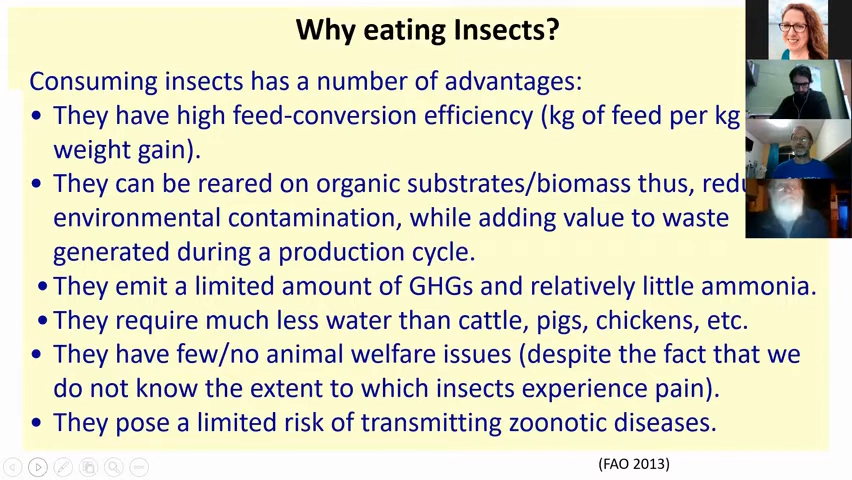 Why eating Insects?
Consuming insects has a number of advantages:
• They have high feed-conversion efficiency (kg of feed per kg
weight gain).
• They can be reared on organic substrates/biomass thus,
environmental contamination, while adding value to waste
generated during a production cycle.
• They emit a limited amount of GHGs and relatively little ammonia.
• They require much less water than cattle, pigs, chickens, etc.
• They have few/no animal welfare issues (despite the fact that we
do not know the extent to which insects experience pain).
• They pose a limited risk of transmitting zoonotic diseases.
(FAO 2013)